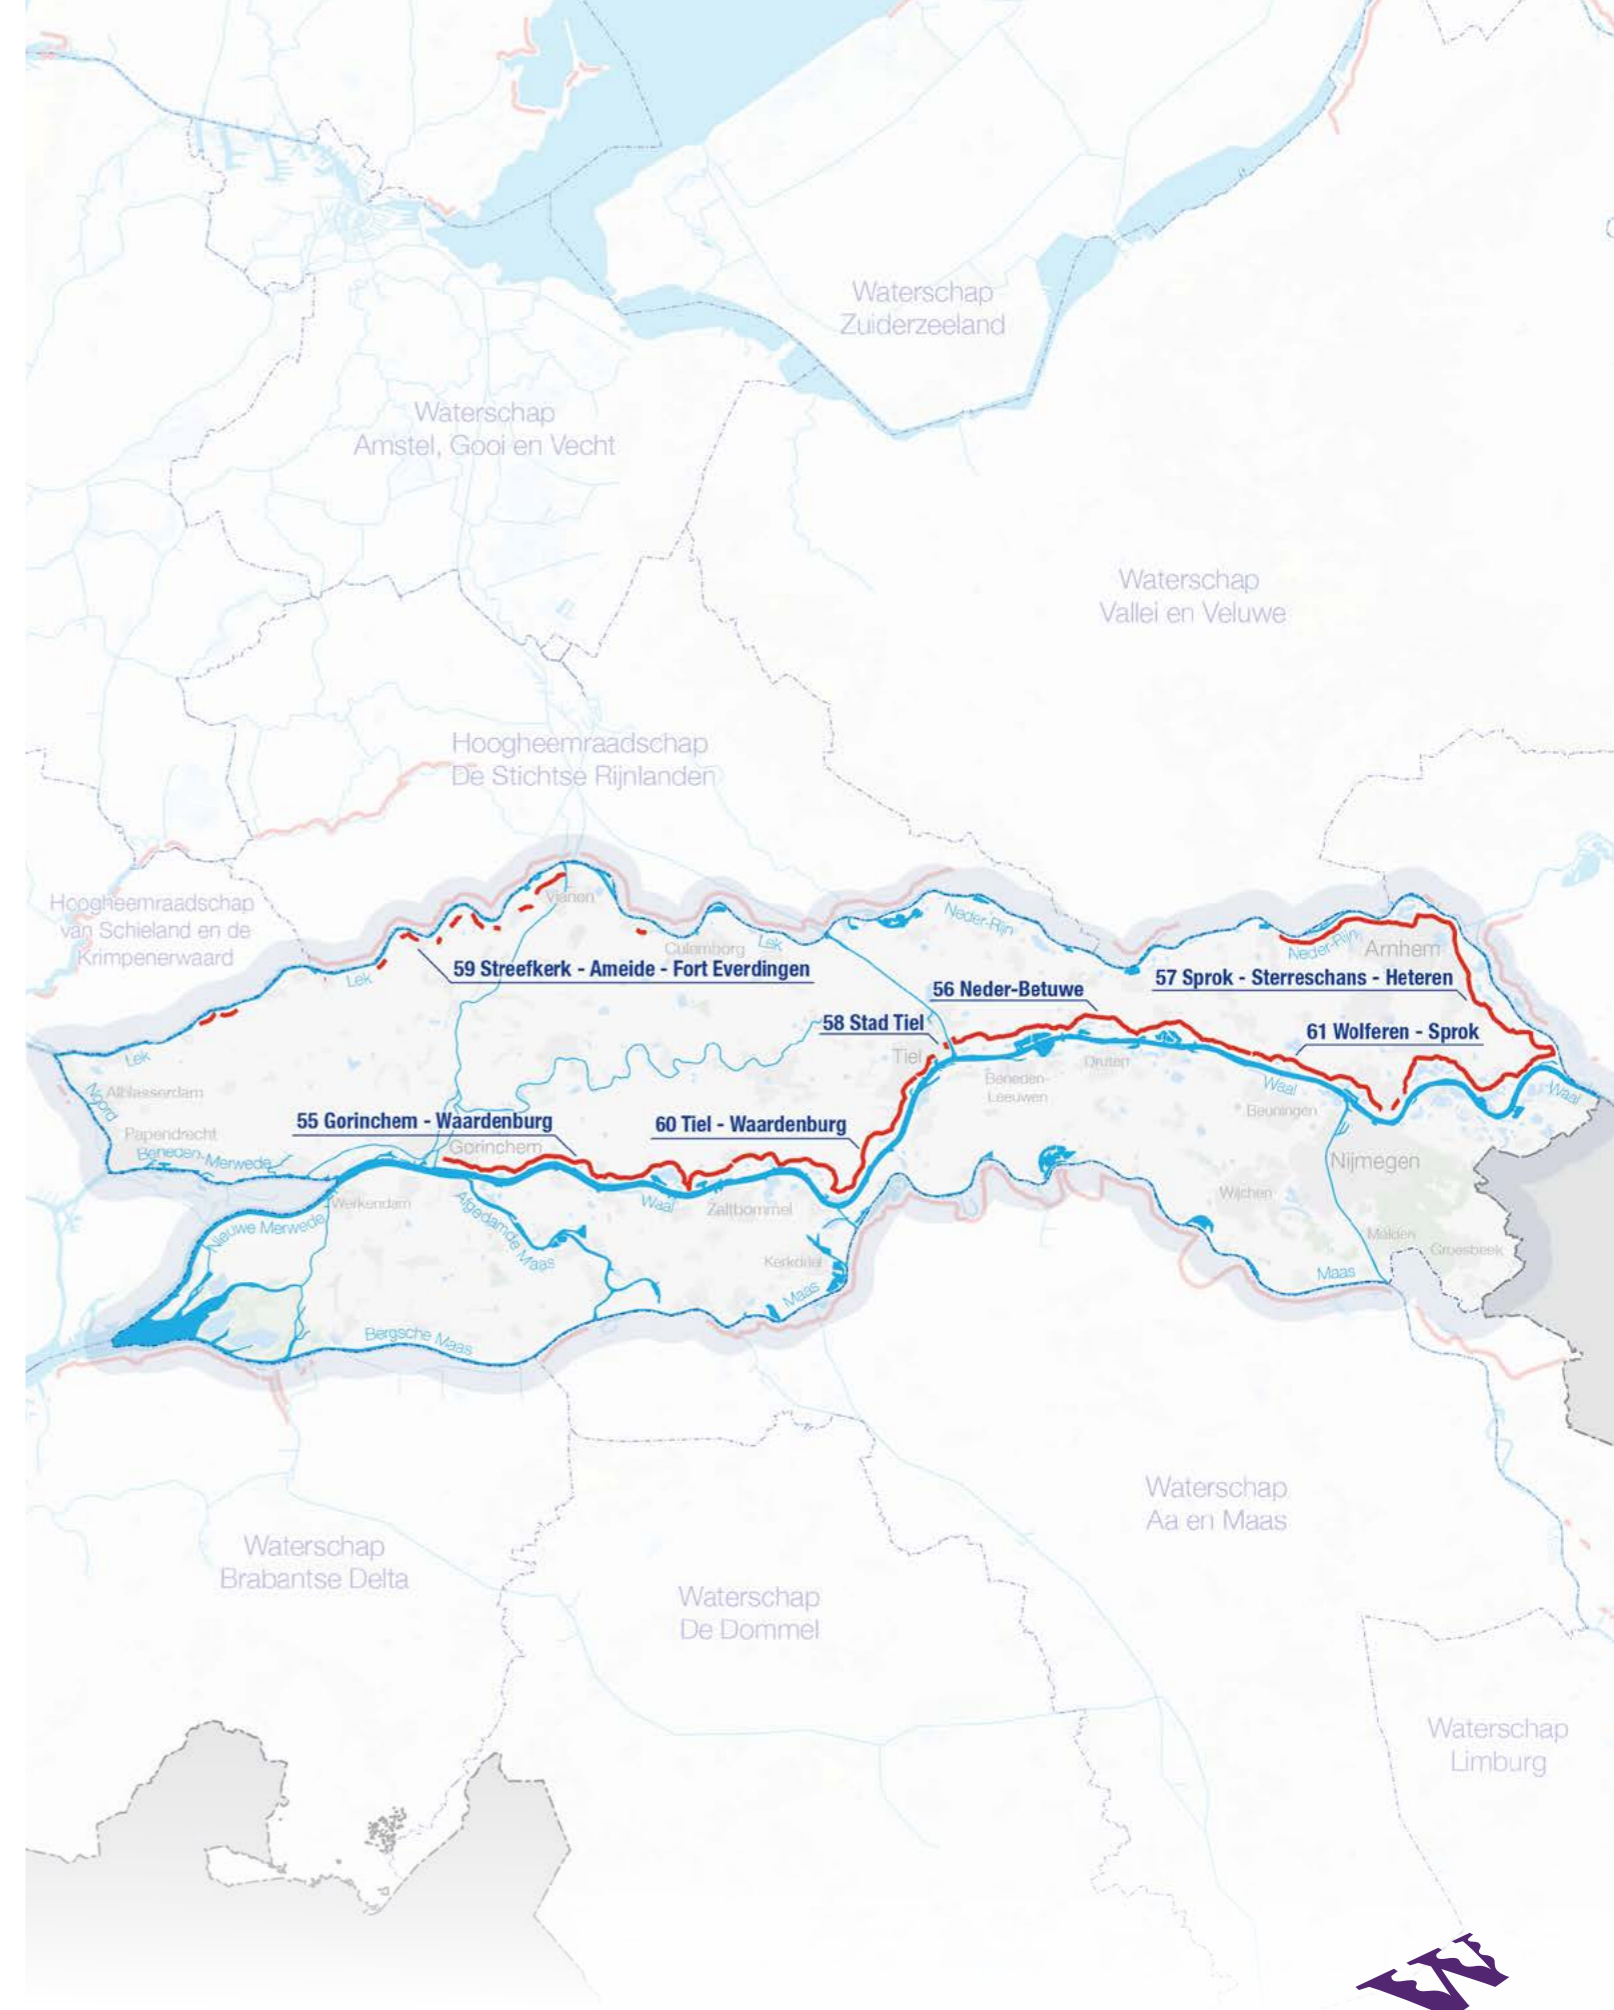 Waterschap
Zuiderzeeland
Waterschap
Amstel, Gooi en Vecht
Waterschap
Vallei en Veluwe
Hoogheemraadschap
De Stichtse Rijnlanden
Hoogheemraadschap
van Schieland en de
Krimpenerwaard
Vianen
Neder-Rijn
Culemborg
Lek
Neder-Rijn
Arnhem
59 Streefkerk - Ameide - Fort Everdingen
Lek
57 Sprok - Sterreschans - Heteren
56 Neder-Betuwe
58 Stad Tiel
61 Wolferen - Sprok
Lek
Tiel
Druten
Beneden-
Leeuwen
Noord
Alblasserdam
Waal
Waal
Beuningen
55 Gorinchem - Waardenburg
60 Tiel - Waardenburg
Papendrecht
Beneden-Merwede
Gorinchem
Nijmegen
Werkendam
Afgedamde Maas
Waal
Zaltbommel
Wijchen
Nieuwe Merwede
Malden
Groesbeek
Kerkdriel
Maas
Maas
Bergsche Maas
Waterschap
Aa en Maas
Waterschap
Brabantse Delta
Waterschap
De Dommel
Waterschap
Limburg
W